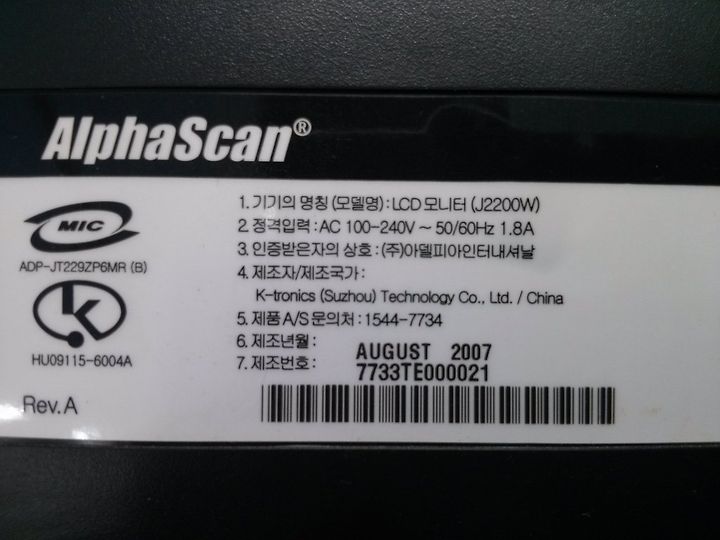 AlphaScan®
MIC
ADP-JT229ZP6MR (B)
HU09115-6004A
Rev.A
1. 기기의 명칭 (모델명) : LCD 모니터 (J2200W)
2. 정격입력 : AC 100-240V ~ 50/60Hz 1.8A
3. 인증받은자의 상호 : (주)아델피아인터내셔날
4. 제조자/제조국가 :
K-tronics (Suzhou) Technology Co., Ltd. / China
5. 제품 A/S 문의처 : 1544-7734
6. 제조년월 : AUGUST 2007
7. 제조번호 : 7733TE000021